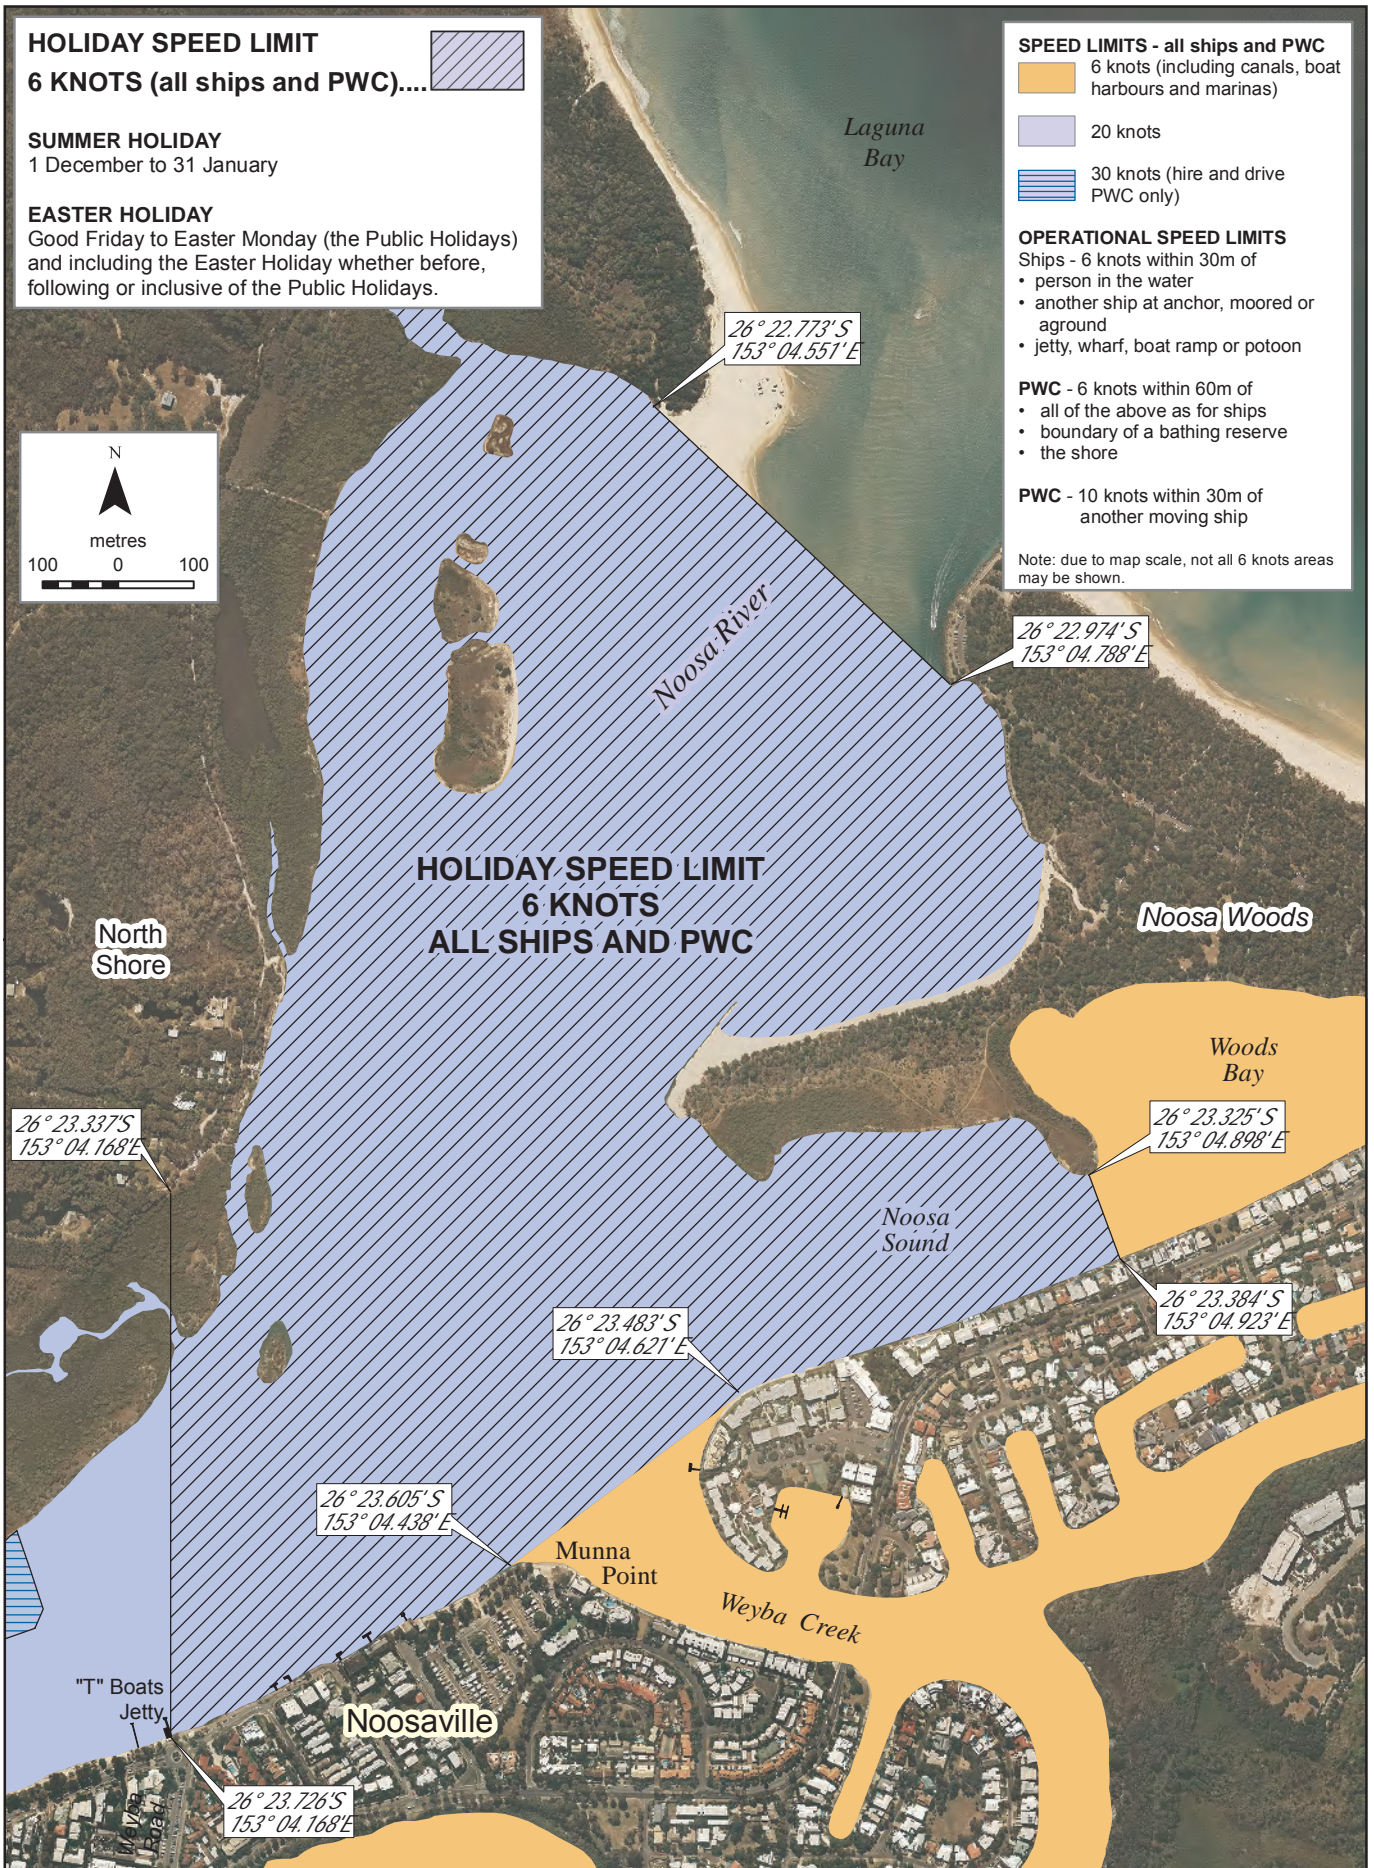 HOLIDAY SPEED LIMIT
6 KNOTS (all ships and PWC)....
SUMMER HOLIDAY
1 December to 31 January
EASTER HOLIDAY
Good Friday to Easter Monday (the Public Holidays)
and including the Easter Holiday whether before,
following or inclusive of the Public Holidays.
SPEED LIMITS - all ships and PWC
6 knots (including canals, boat
harbours and marinas)
20 knots
30 knots (hire and drive
PWC only)
OPERATIONAL SPEED LIMITS
Ships - 6 knots within 30m of
• person in the water
• another ship at anchor, moored or
aground
• jetty, wharf, boat ramp or potoon
PWC - 6 knots within 60m of
• all of the above as for ships
• boundary of a bathing reserve
• the shore
PWC - 10 knots within 30m of
another moving ship
Note: due to map scale, not all 6 knots areas
may be shown.
Laguna
Bay
26° 22.773' S
153° 04.551' E
N
metres
100 0 100
Noosa River
26° 22.974' S
153° 04.788' E
HOLIDAY SPEED LIMIT
6 KNOTS
ALL SHIPS AND PWC
North
Shore
Noosa Woods
Woods
Bay
26° 23.337'S
153° 04.168'E
26° 23.325' S
153° 04.898' E
Noosa
Sound
26° 23.384' S
153° 04.923' E
26° 23.483' S
153° 04.621' E
26° 23.605' S
153° 04.438' E
Munna
Point
Weyba Creek
"T" Boats
Jetty
Noosaville
26° 23.726'S
153° 04.168'E
Weyba
Road